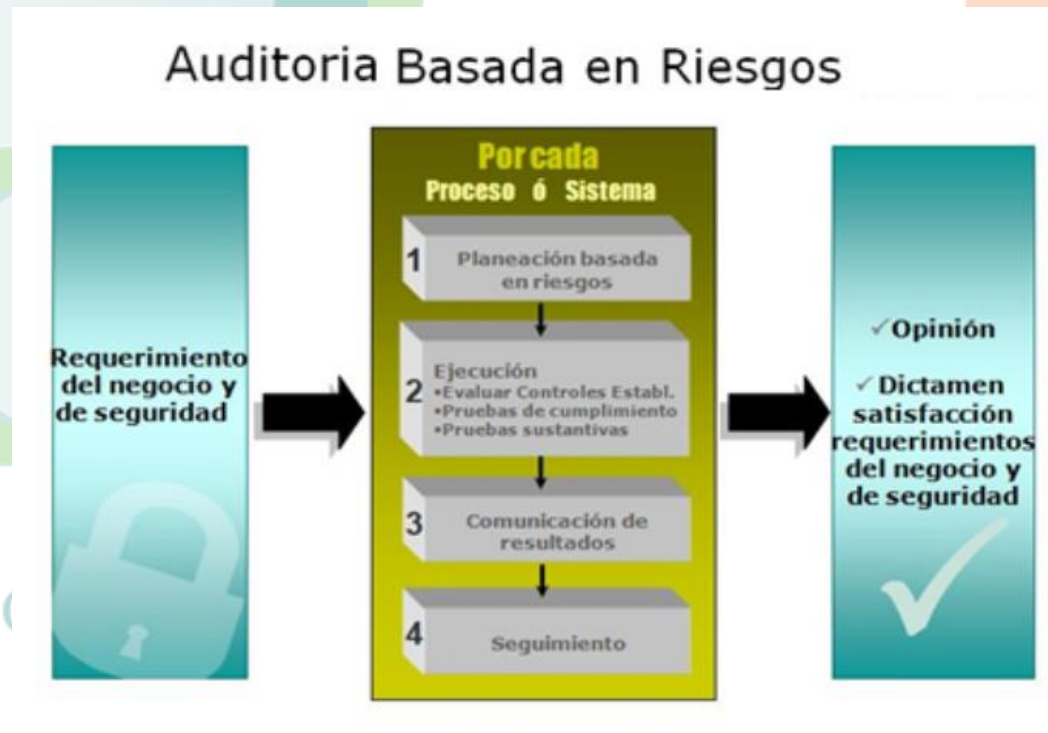 Auditoria Basada en Riesgos
Requerimiento
del negocio y
de seguridad
Por cada
Proceso ó Sistema
1
Planeación basada
en riesgos
2
Ejecución
•Evaluar Controles Establ.
•Pruebas de cumplimiento
•Pruebas sustantivas
3
Comunicación de
resultados
4
Seguimiento
✓Opinión
✓Dictamen
satisfacción
requerimientos
del negocio y
de seguridad